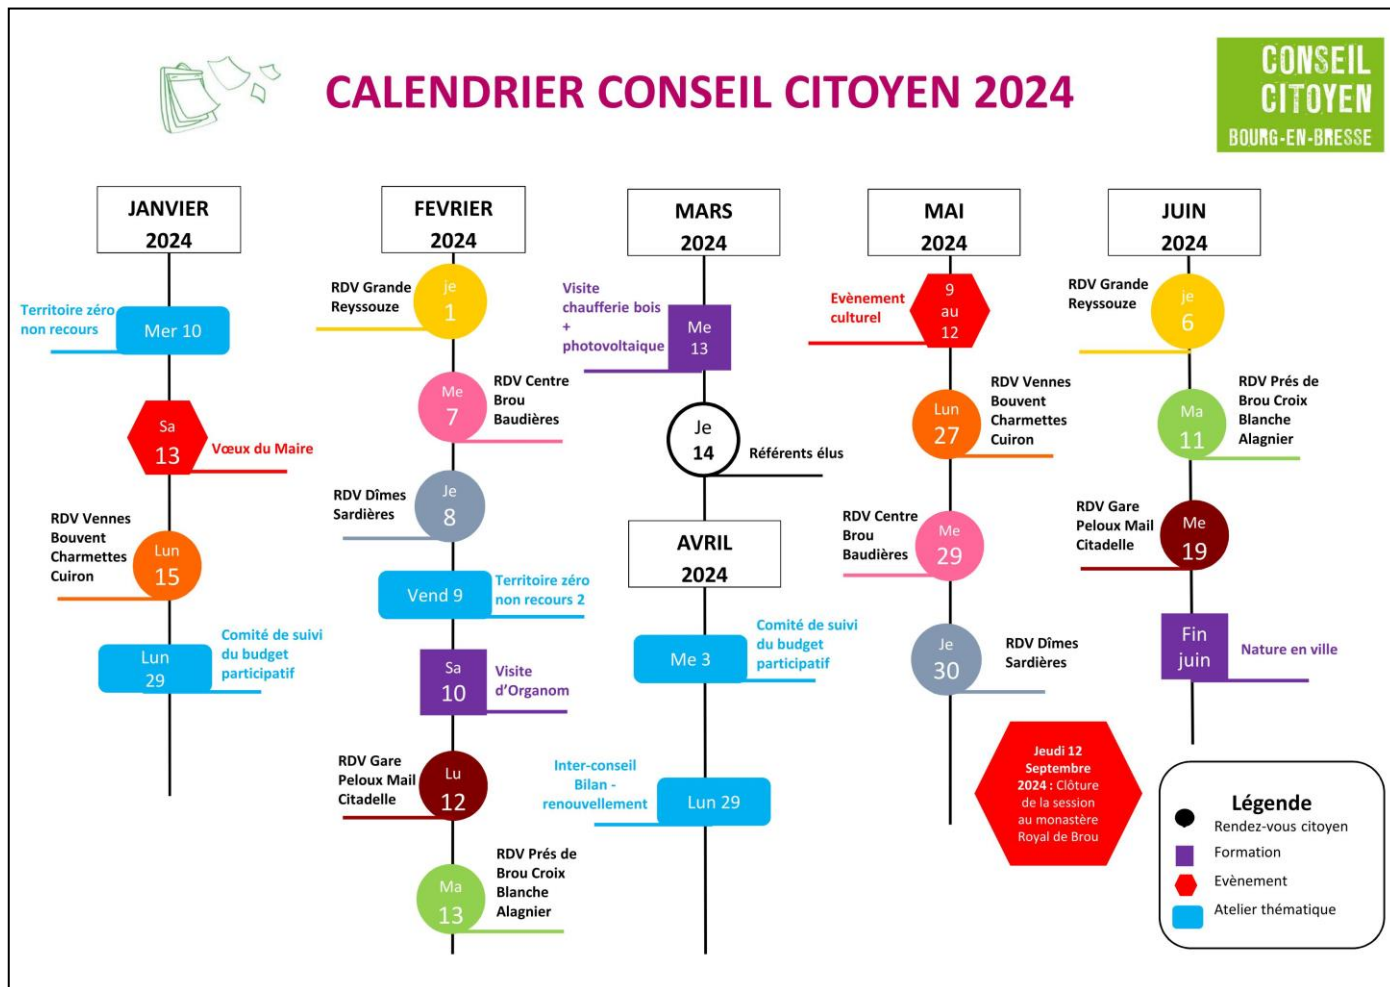 CALENDRIER CONSEIL CITOYEN 2024
CONSEIL
CITOYEN
BOURG-EN-BRESSE
JANVIER
2024
Territoire zéro
non recours
Mer 10
Sa
13
Vœux du Maire
RDV Vennes
Bouvent
Charmettes
Cuiron
Lun
15
Comité de suivi
du budget
participatif
Lun
29
FEVRIER
2024
RDV Grande
Reyssouze
je
1
Me
7
RDV Centre
Brou
Baudières
RDV Dîmes
Sardières
Je
8
Vend 9
Territoire zéro
non recours 2
Sa
10
Visite
d'Organom
RDV Gare
Peloux Mail
Citadelle
Lu
12
Ma
13
RDV Prés de
Brou Croix
Blanche
Alagnier
MARS
2024
Visite
chaufferie bois
+
photovoltaique
Me
13
Je
14
Référents élus
AVRIL
2024
Me 3
Comité de suivi
du budget
participatif
Inter-conseil
Bilan -
renouvellement
Lun 29
MAI
2024
Evènement
culturel
9
au
12
Lun
27
RDV Vennes
Bouvent
Charmettes
Cuiron
RDV Centre
Brou
Baudières
Me
29
Je
30
RDV Dîmes
Sardières
Jeudi 12
Septembre
2024 : Clôture
de la session
au monastère
Royal de Brou
JUIN
2024
RDV Grande
Reyssouze
Je
6
Ma
11
RDV Prés de
Brou Croix
Blanche
Alagnier
RDV Gare
Peloux Mail
Citadelle
Me
19
Fin
juin
Nature en ville
Légende
Rendez-vous citoyen
Formation
Evènement
Atelier thématique